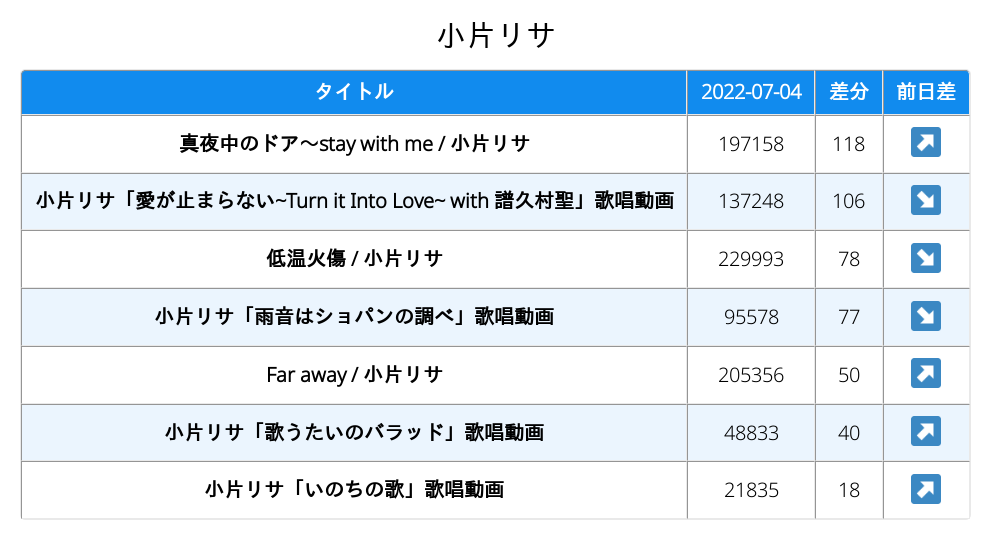 小片リサ
タイトル 2022-07-04 差分 前日差
真夜中のドア〜stay with me / 小片リサ 197158 118 ↗
小片リサ「愛が止まらない~Turn it Into Love~ with 譜久村聖」歌唱動画 137248 106 ↘
低温火傷 / 小片リサ 229993 78 ↘
小片リサ「雨音はショパンの調べ」歌唱動画 95578 77 ↘
Far away / 小片リサ 205356 50 ↗
小片リサ「歌うたいのバラッド」歌唱動画 48833 40 ↗
小片リサ「いのちの歌」歌唱動画 21835 18 ↗